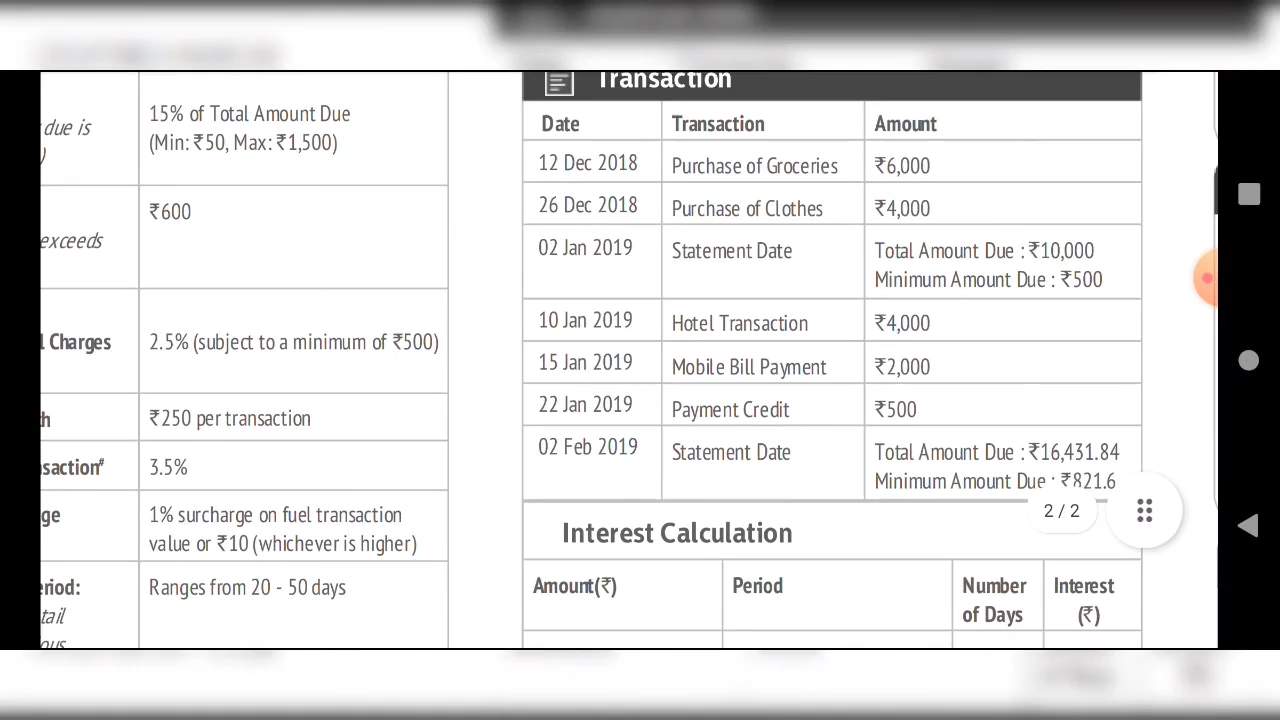 due is
)
15% of Total Amount Due
(Min: ₹50, Max: ₹1,500)
exceeds
₹600
l Charges
2.5% (subject to a minimum of ₹500)
h
₹250 per transaction
saction#
3.5%
ge
1% surcharge on fuel transaction
value or ₹10 (whichever is higher)
eriod:
tail
ous
Ranges from 20 - 50 days
Transaction
Date Transaction Amount
12 Dec 2018 Purchase of Groceries ₹6,000
26 Dec 2018 Purchase of Clothes ₹4,000
02 Jan 2019 Statement Date Total Amount Due : ₹10,000
Minimum Amount Due : ₹500
10 Jan 2019 Hotel Transaction ₹4,000
15 Jan 2019 Mobile Bill Payment ₹2,000
22 Jan 2019 Payment Credit ₹500
02 Feb 2019 Statement Date Total Amount Due : ₹16,431.84
Minimum Amount Due : ₹821.6
2 / 2
Interest Calculation
Amount(₹) Period Number Interest
of Days (₹)